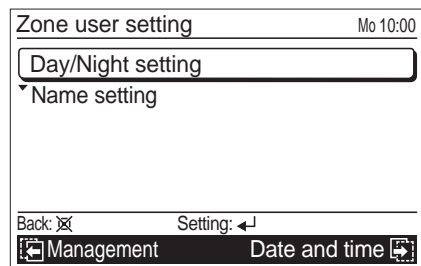 Zone user setting Mo 10:00
Day/Night setting
Name setting
Back: Setting:
Management Date and time